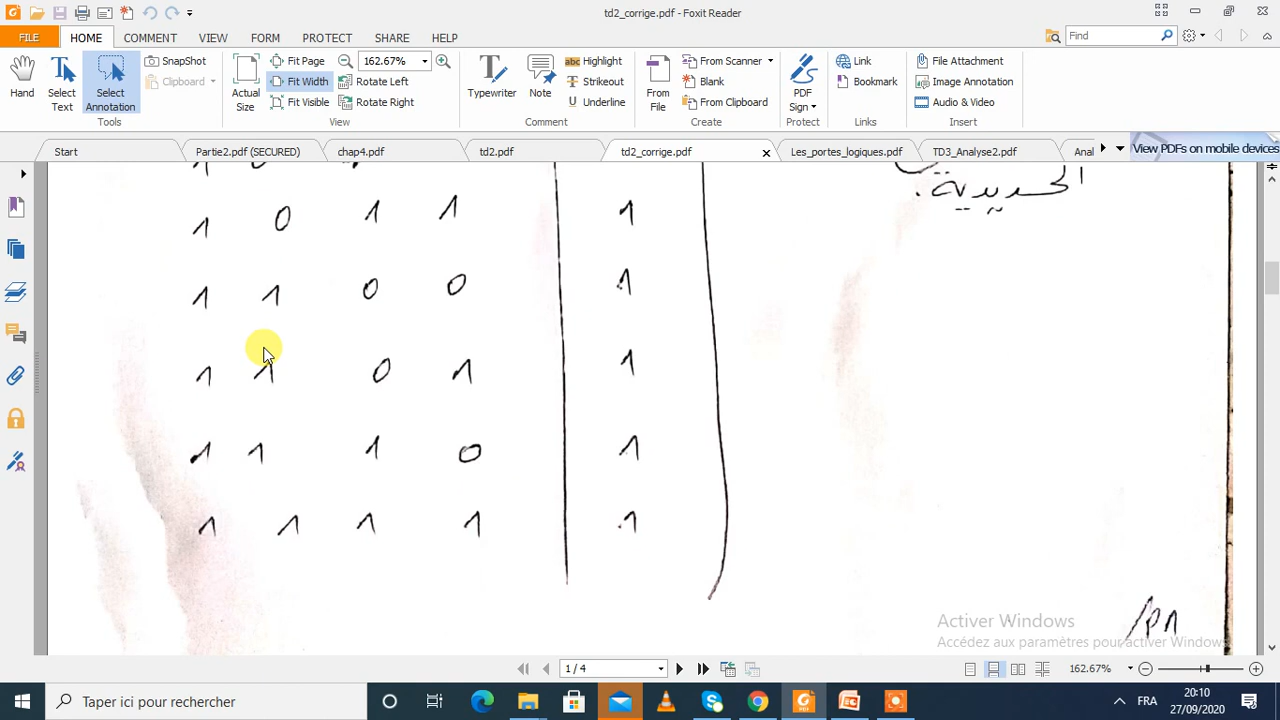 td2_corrige.pdf - Foxit Reader
FILE HOME COMMENT VIEW FORM PROTECT SHARE HELP Find
SnapShot Fit Page 162.67% Highlight From Scanner Link File Attachment
Clipboard Fit Width Rotate Left Strikeout Blank Bookmark Image Annotation
Hand Select Text Select Annotation Actual Size Fit Visible Rotate Right Typewriter Note Underline From File From Clipboard PDF Sign Audio & Video
Tools View Comment Create Protect Links Insert
Start Partie2.pdf (SECURED) chap4.pdf td2.pdf td2_corrige.pdf Les_portes_logiques.pdf TD3_Analyse2.pdf Anal View PDFs on mobile devices
الحديدية.
1 0 1 1 1
1 1 0 0 1
1 1 0 1 1
1 1 1 0 1
1 1 1 1 1
Activer Windows
Accédez aux paramètres pour activer Windows
1 / 4 162.67%
Taper ici pour rechercher FRA 20:10
27/09/2020